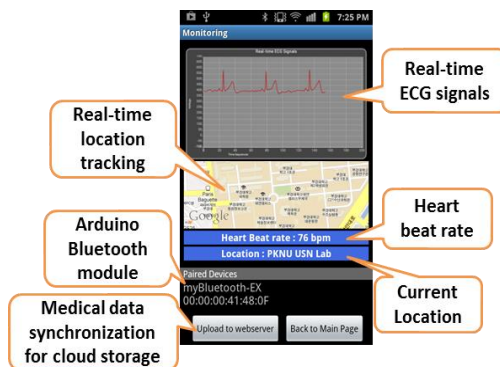 7:25 PM
Monitoring
Real-time ECG Signals
Real-time
ECG signals
Real-time
location
tracking
Paris
Baguette
Google
Heart Beat rate : 76 bpm
Heart
beat rate
Location : PKNU USN Lab
Current
Location
Arduino
Bluetooth
module
Paired Devices
myBluetooth-EX
00:00:00:41:48:0F
Medical data
synchronization
for cloud storage
Upload to webserver
Back to Main Page